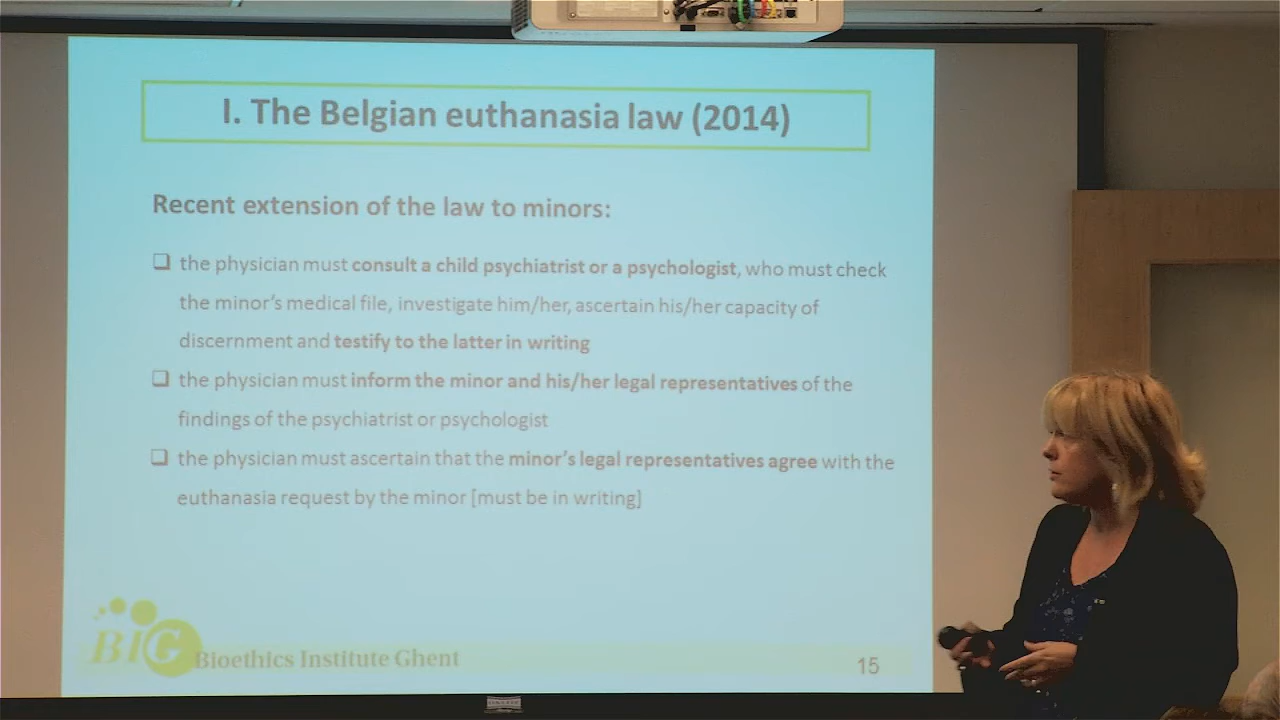 I. The Belgian euthanasia law (2014)
Recent extension of the law to minors:
the physician must consult a child psychiatrist or a psychologist, who must check
the minor's medical file, investigate him/her, ascertain his/her capacity of
discernment and testify to the latter in writing
the physician must inform the minor and his/her legal representatives of the
findings of the psychiatrist or psychologist
the physician must ascertain that the minor's legal representatives agree with the
euthanasia request by the minor [must be in writing]
BIG Bioethics Institute Ghent
15